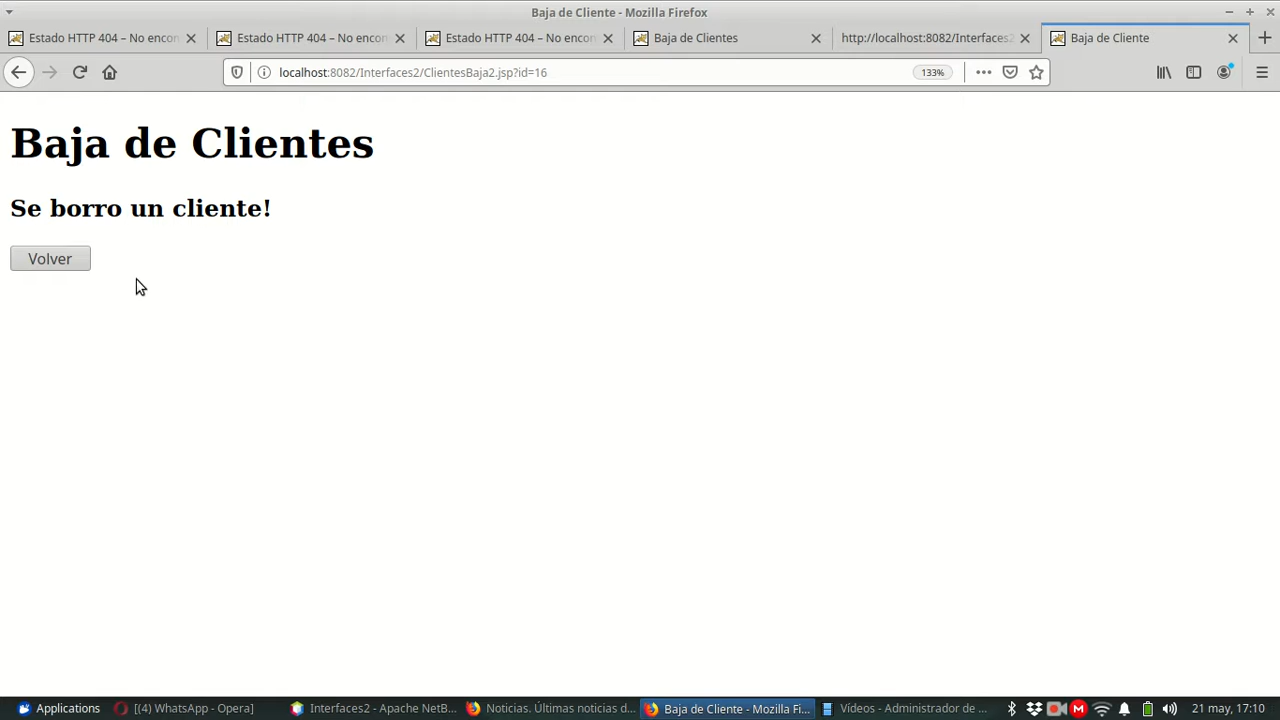 Baja de Cliente - Mozilla Firefox
Estado HTTP 404 – No encon
Estado HTTP 404 – No encon
Estado HTTP 404 – No encon
Baja de Clientes
http://localhost:8082/Interfaces2
Baja de Cliente
localhost:8082/Interfaces2/ClientesBaja2.jsp?id=16
133%
Baja de Clientes
Se borro un cliente!
Volver
Applications
[(4) WhatsApp - Opera]
Interfaces2 - Apache NetB...
Noticias. Últimas noticias d...
Baja de Cliente - Mozilla Fi...
Vídeos - Administrador de ...
M
21 may, 17:10